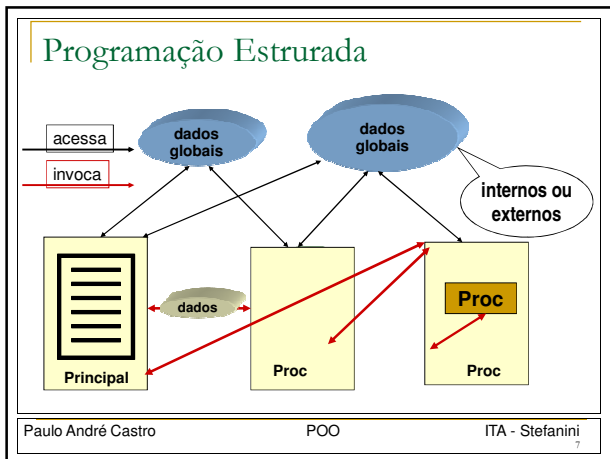 Programação Estrurada
acessa
invoca
dados
globais
dados
globais
internos ou
externos
dados
Proc
Principal
Proc
Proc
Paulo André Castro POO ITA - Stefanini
7